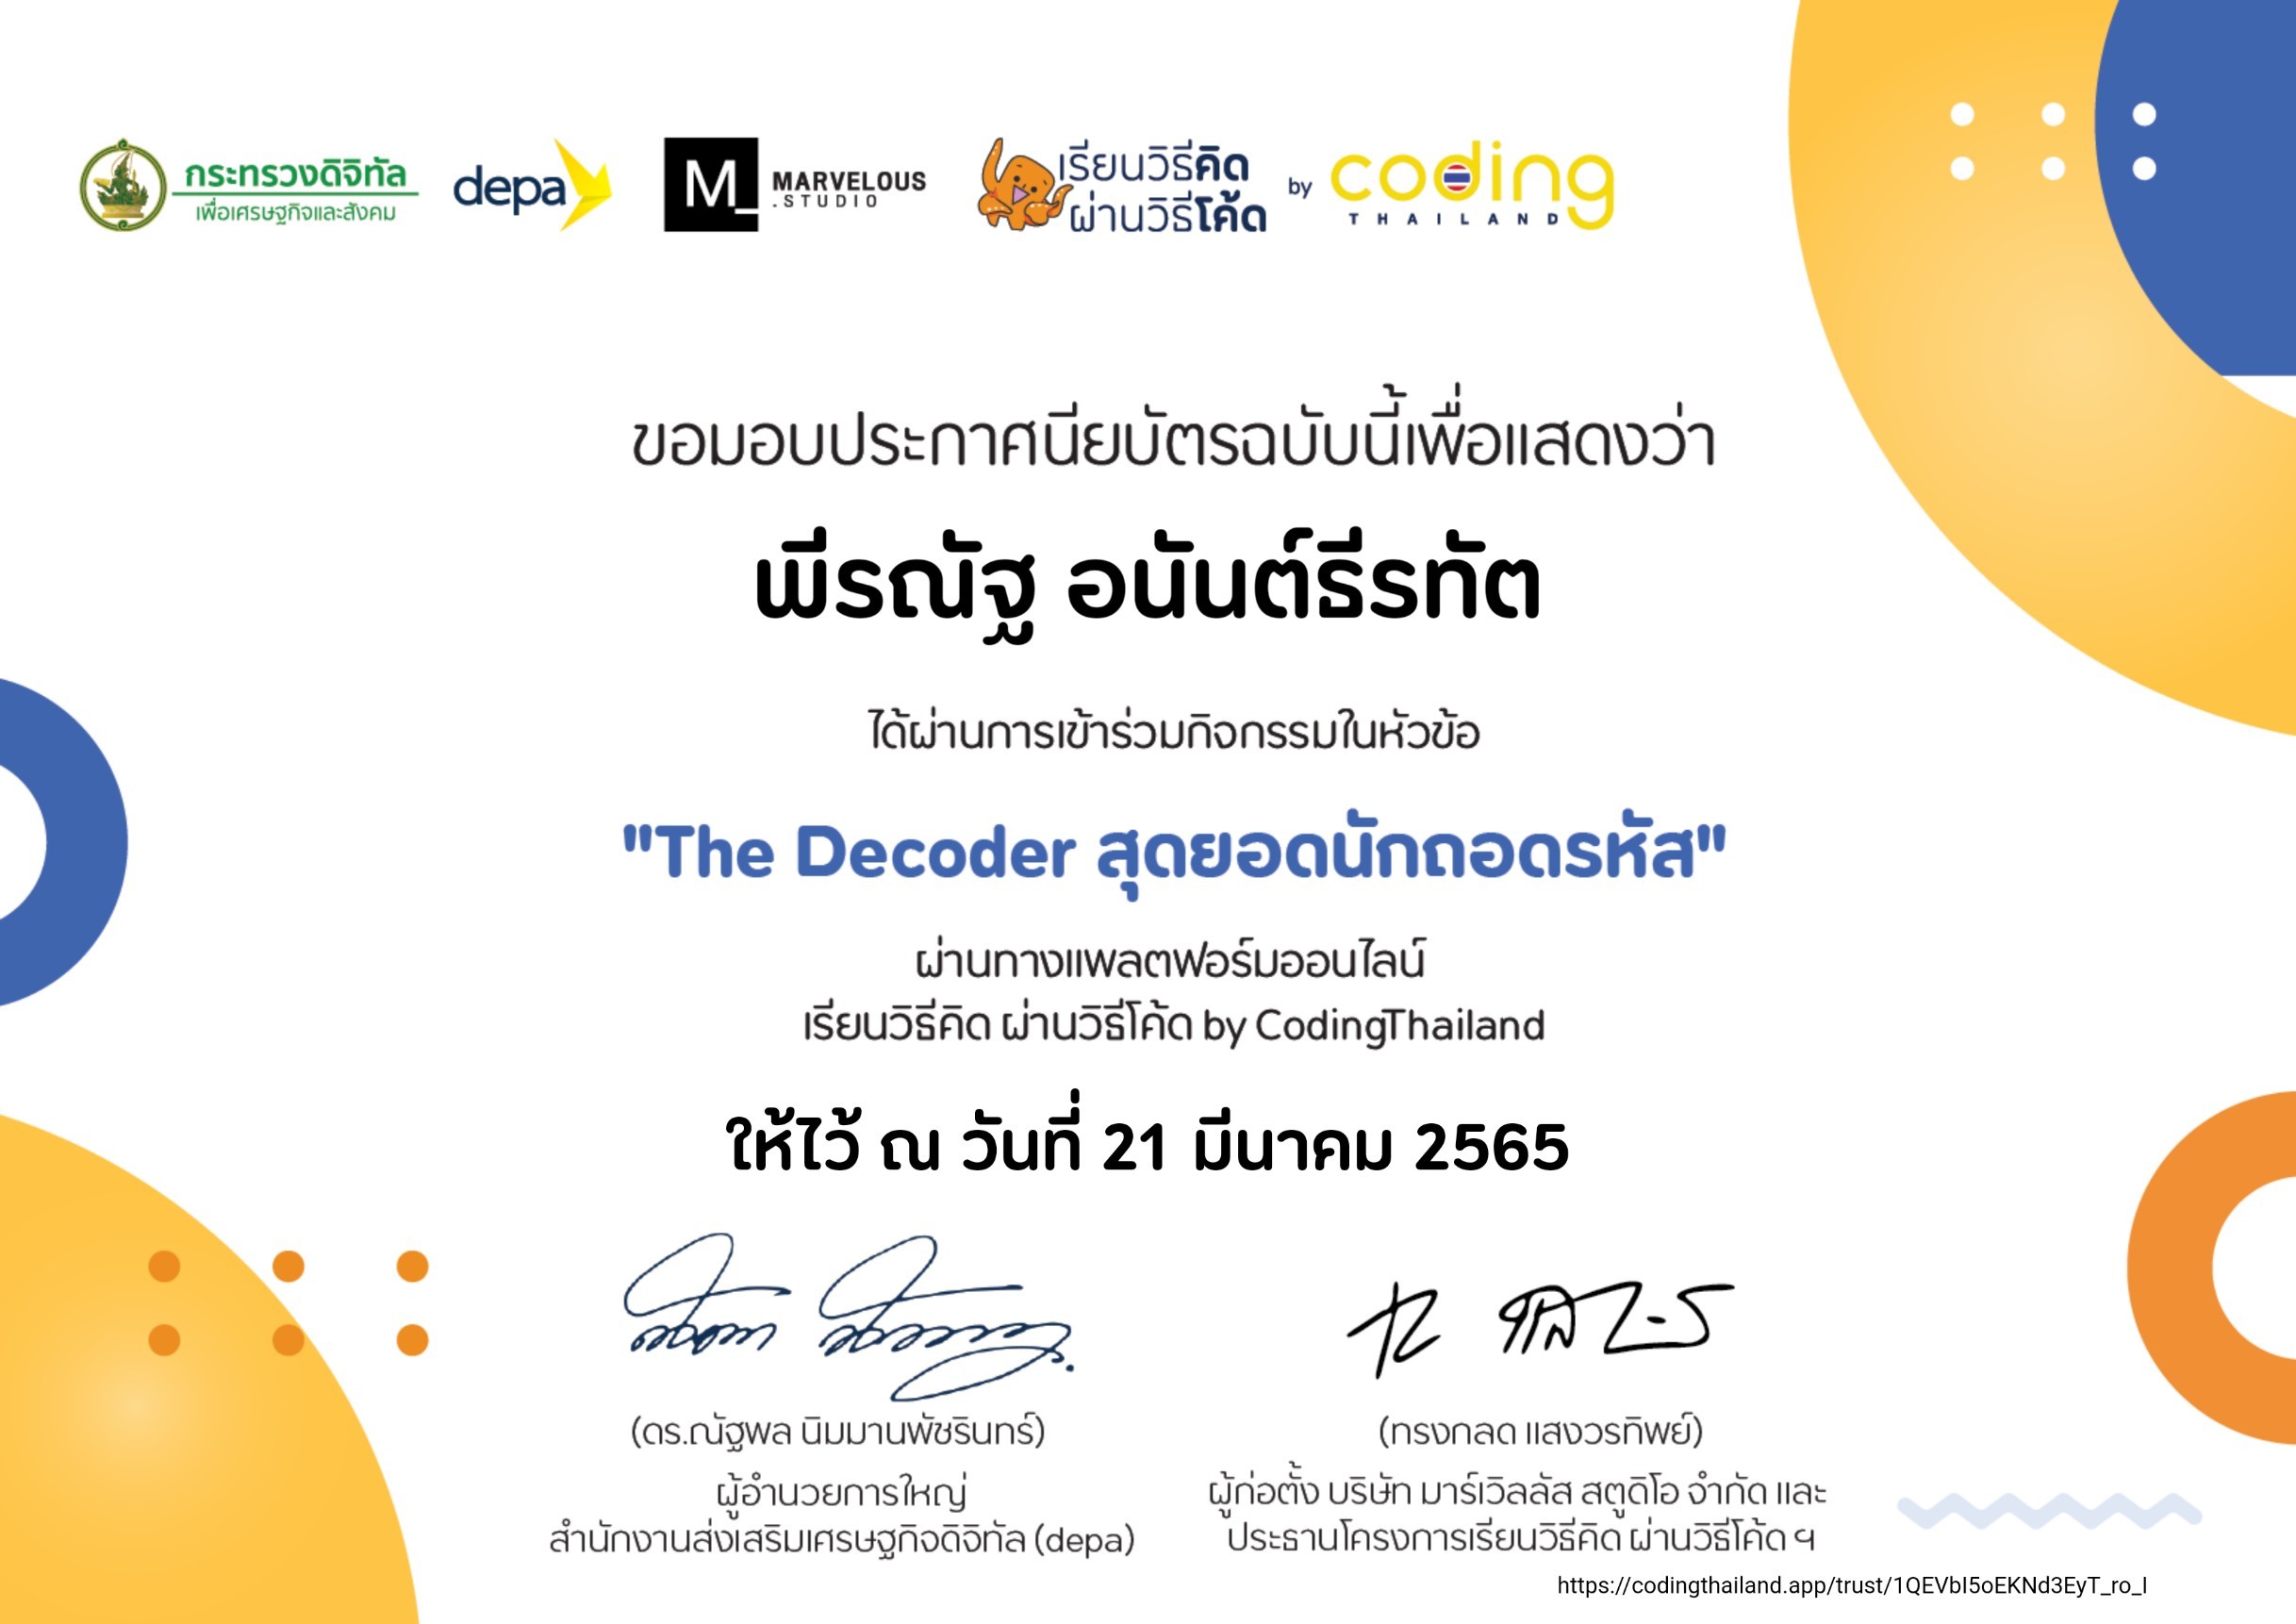 กระทรวงดิจิทัล
เพื่อเศรษฐกิจและสังคม
depa
M_ MARVELOUS
.STUDIO
เรียนวิธีคิด
ผ่านวิธีโค้ด
by coding
THAILAND
ขอมอบประกาศนียบัตรฉบับนี้เพื่อแสดงว่า
พีรณัฐ อนันต์ธีรทัต
ได้ผ่านการเข้าร่วมกิจกรรมในหัวข้อ
"The Decoder สุดยอดนักถอดรหัส"
ผ่านทางแพลตฟอร์มออนไลน์
เรียนวิธีคิด ผ่านวิธีโค้ด by CodingThailand
ให้ไว้ ณ วันที่ 21 มีนาคม 2565
(ดร.ณัฐพล นิมมานพัชรินทร์)
ผู้อำนวยการใหญ่
สำนักงานส่งเสริมเศรษฐกิจดิจิทัล (depa)
(ทรงกลด แสงวรทิพย์)
ผู้ก่อตั้ง บริษัท มาร์เวิลลัส สตูดิโอ จำกัด และ
ประธานโครงการเรียนวิธีคิด ผ่านวิธีโค้ด ฯ
https://codingthailand.app/trust/1QEVbI5oEKNd3EyT_ro_I